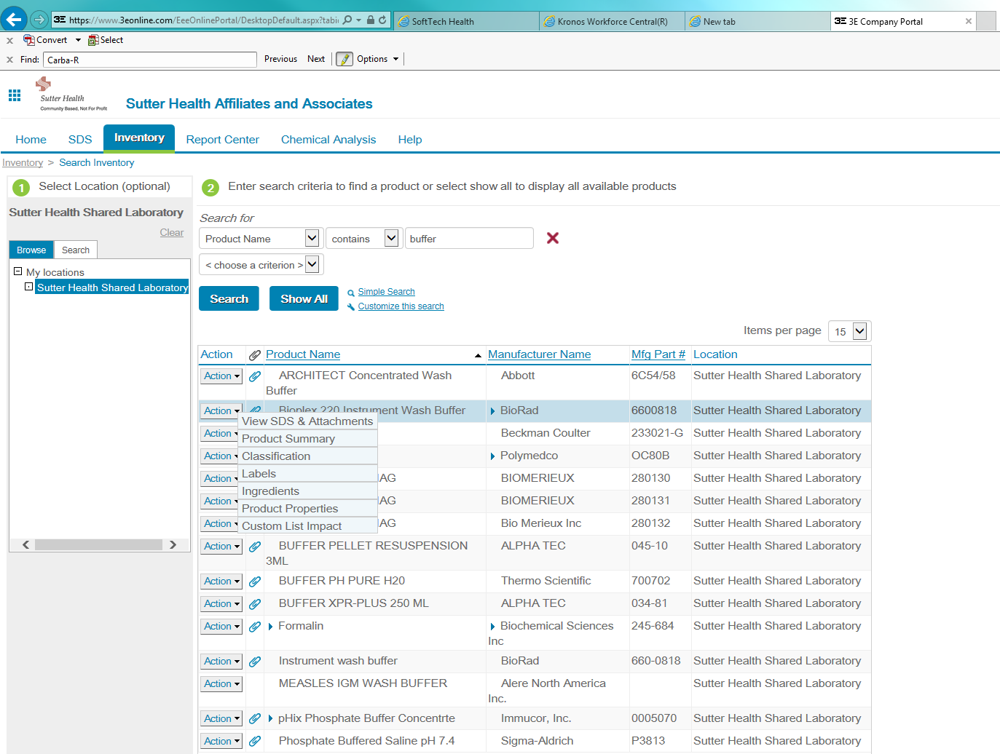 https://www.3eonline.com/EeeOnlinePortal/DesktopDefault.aspx?tabi
SoftTech Health
Kronos Workforce Central(R)
New tab
3E Company Portal
x Convert Select
x Find: Carba-R Previous Next Options
Sutter Health
Community Based, Not For Profit
Sutter Health Affiliates and Associates
Home SDS Inventory Report Center Chemical Analysis Help
Inventory > Search Inventory
1 Select Location (optional)
Sutter Health Shared Laboratory
Clear
Browse Search
My locations
Sutter Health Shared Laboratory
2 Enter search criteria to find a product or select show all to display all available products
Search for
Product Name contains buffer
< choose a criterion >
Search Show All
Simple Search
Customize this search
Items per page 15
Action Product Name Manufacturer Name Mfg Part # Location
Action ARCHITECT Concentrated Wash Buffer Abbott 6C54/58 Sutter Health Shared Laboratory
Action Bioplex 220 Instrument Wash Buffer BioRad 6600818 Sutter Health Shared Laboratory
View SDS & Attachments
Product Summary
Classification
Labels
Ingredients
Product Properties
Custom List Impact
Action Beckman Coulter 233021-G Sutter Health Shared Laboratory
Action Polymedco OC80B Sutter Health Shared Laboratory
Action AG BIOMERIEUX 280130 Sutter Health Shared Laboratory
Action AG BIOMERIEUX 280131 Sutter Health Shared Laboratory
Action AG Bio Merieux Inc 280132 Sutter Health Shared Laboratory
Action BUFFER PELLET RESUSPENSION 3ML ALPHA TEC 045-10 Sutter Health Shared Laboratory
Action BUFFER PH PURE H20 Thermo Scientific 700702 Sutter Health Shared Laboratory
Action BUFFER XPR-PLUS 250 ML ALPHA TEC 034-81 Sutter Health Shared Laboratory
Action Formalin Biochemical Sciences Inc 245-684 Sutter Health Shared Laboratory
Action Instrument wash buffer BioRad 660-0818 Sutter Health Shared Laboratory
Action MEASLES IGM WASH BUFFER Alere North America Inc. Sutter Health Shared Laboratory
Action pHix Phosphate Buffer Concentrte Immucor, Inc. 0005070 Sutter Health Shared Laboratory
Action Phosphate Buffered Saline pH 7.4 Sigma-Aldrich P3813 Sutter Health Shared Laboratory